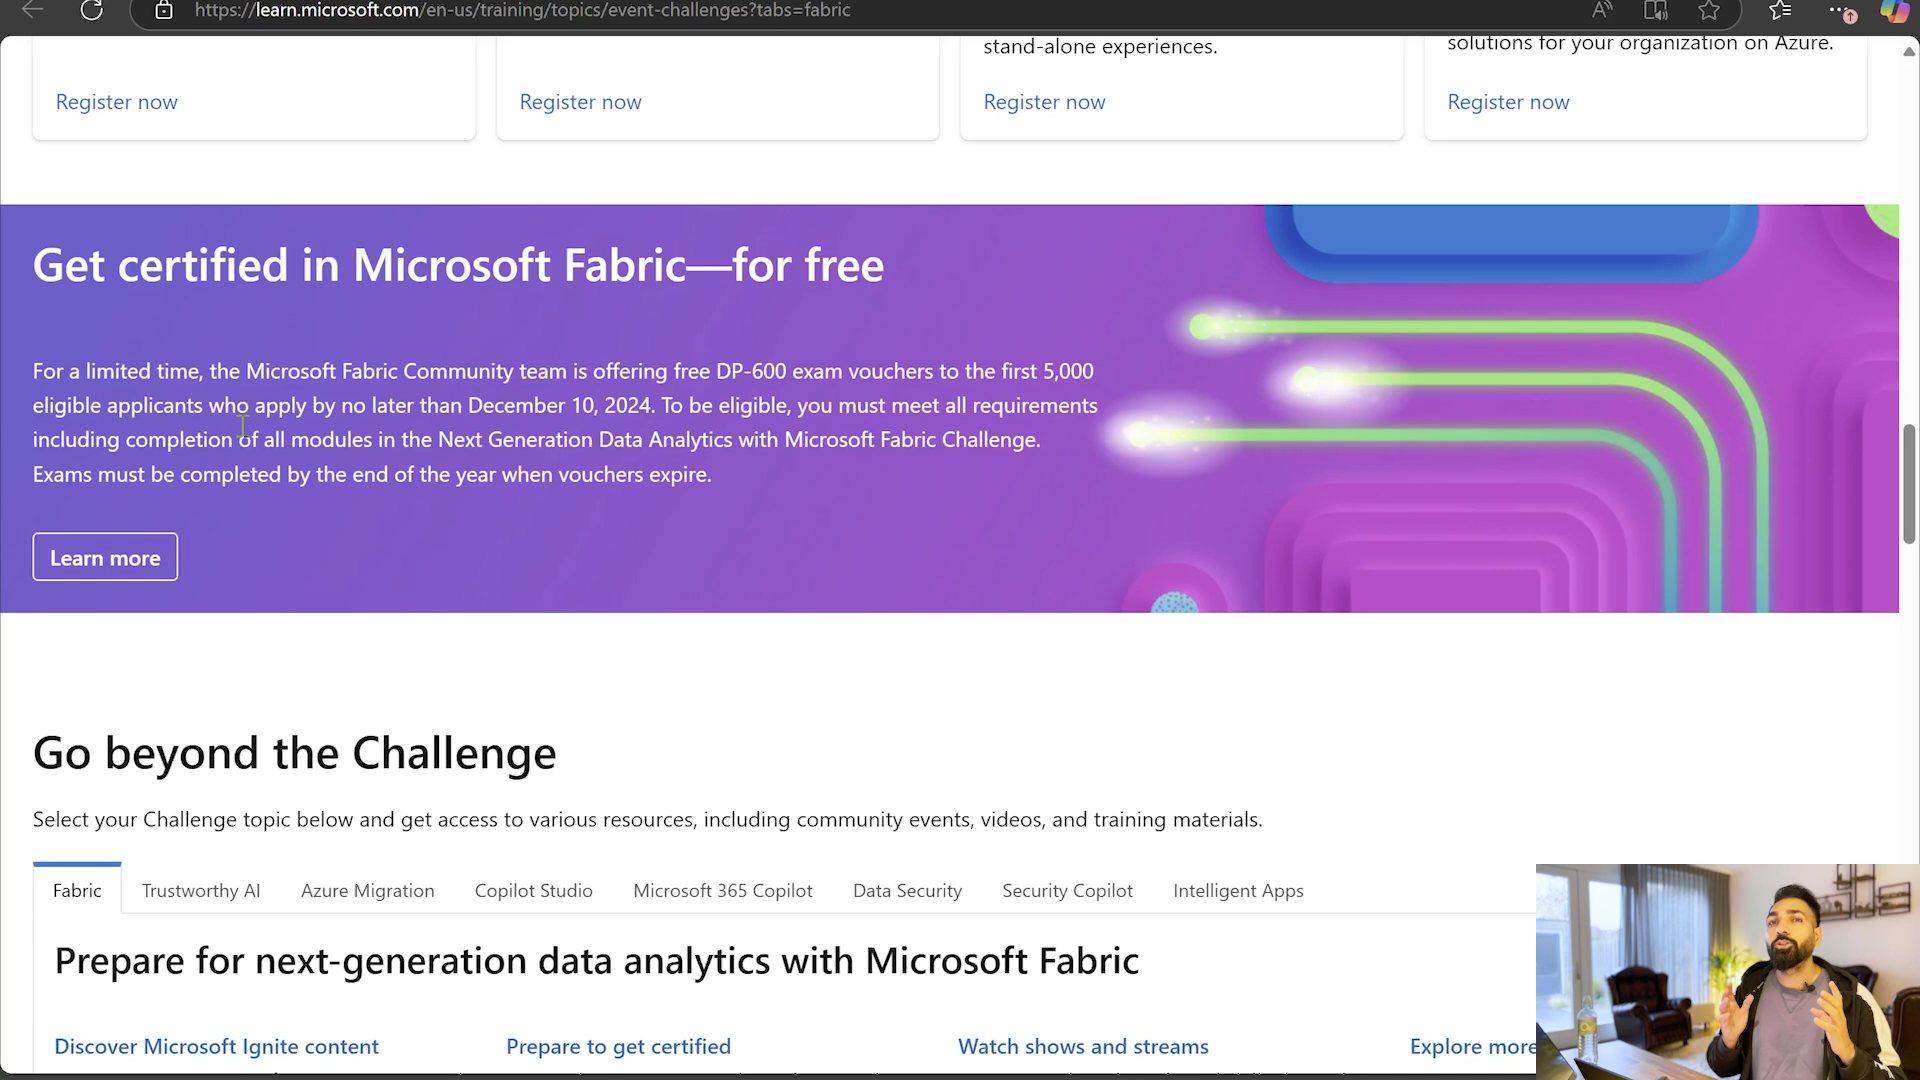 https://learn.microsoft.com/en-us/training/topics/event-challenges?tabs=fabric
stand-alone experiences.
solutions for your organization on Azure.
Register now
Register now
Register now
Register now
Get certified in Microsoft Fabric—for free
For a limited time, the Microsoft Fabric Community team is offering free DP-600 exam vouchers to the first 5,000
eligible applicants who apply by no later than December 10, 2024. To be eligible, you must meet all requirements
including completion of all modules in the Next Generation Data Analytics with Microsoft Fabric Challenge.
Exams must be completed by the end of the year when vouchers expire.
Learn more
Go beyond the Challenge
Select your Challenge topic below and get access to various resources, including community events, videos, and training materials.
Fabric Trustworthy AI Azure Migration Copilot Studio Microsoft 365 Copilot Data Security Security Copilot Intelligent Apps
Prepare for next-generation data analytics with Microsoft Fabric
Discover Microsoft Ignite content
Prepare to get certified
Watch shows and streams
Explore more